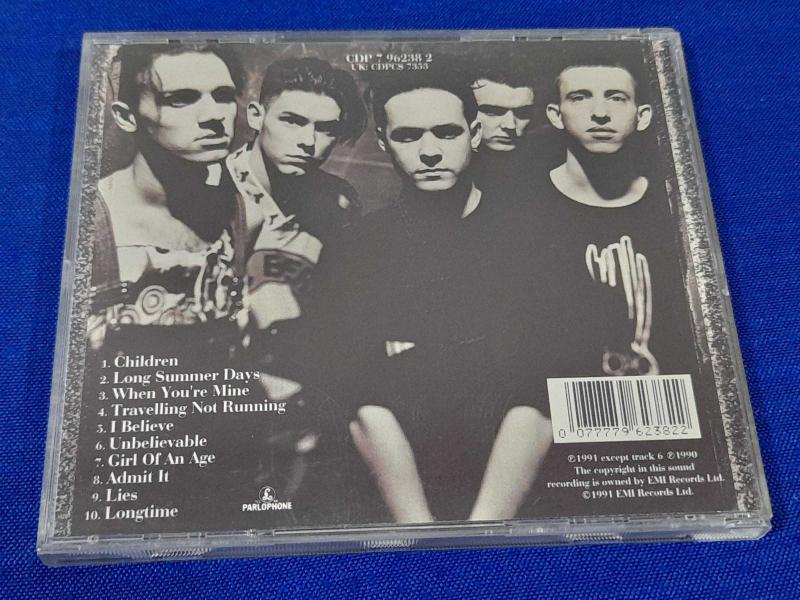 CDP 7 96238 2
UK: CDPCS 7353
1. Children
2. Long Summer Days
3. When You're Mine
4. Travelling Not Running
5. I Believe
6. Unbelievable
7. Girl Of An Age
8. Admit It
9. Lies
10. Longtime
PARLOPHONE
0 077779 623822
℗1991 except track 6 ℗1990
The copyright in this sound
recording is owned by EMI Records Ltd.
©1991 EMI Records Ltd.